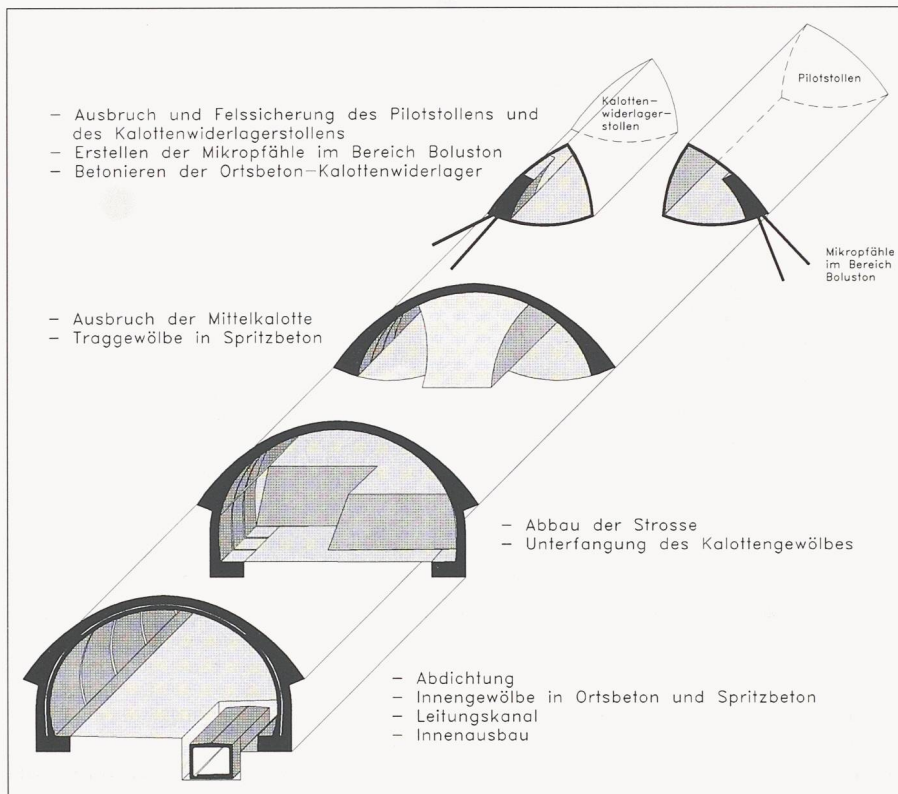 - Ausbruch und Felssicherung des Pilotstollens und
des Kalottenwiderlagerstollens
- Erstellen der Mikropfähle im Bereich Boluston
- Betonieren der Ortsbeton-Kalottenwiderlager
Kalotten-
widerlager-
stollen
Pilotstollen
Mikropfähle
im Bereich
Boluston
- Ausbruch der Mittelkalotte
- Traggewölbe in Spritzbeton
- Abbau der Strosse
- Unterfangung des Kalottengewölbes
- Abdichtung
- Innengewölbe in Ortsbeton und Spritzbeton
- Leitungskanal
- Innenausbau